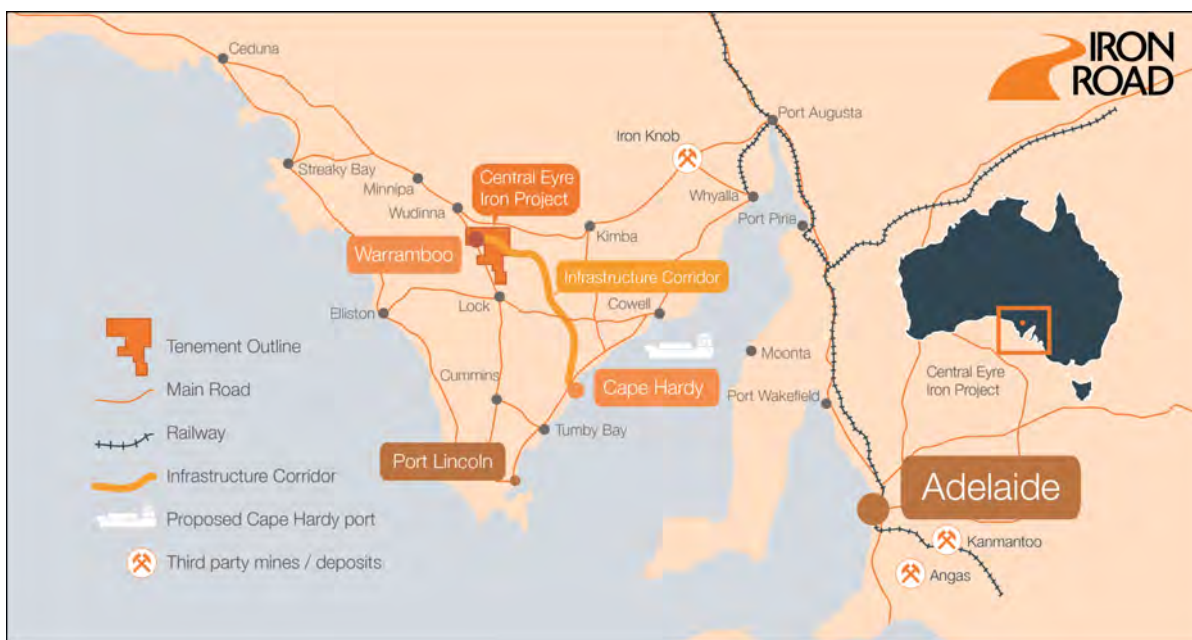 IRON
ROAD
Ceduna
Port Augusta
Iron Knob
Streaky Bay
Minnipa
Central Eyre
Iron Project
Whyalla
Wudinna
Port Pirie
Kimba
Warramboo
Infrastructure Corridor
Elliston
Lock
Cowell
Tenement Outline
Moonta
Central Eyre
Iron Project
Cummins
Cape Hardy
Main Road
Port Wakefield
Railway
Tumby Bay
Port Lincoln
Infrastructure Corridor
Adelaide
Proposed Cape Hardy port
Kanmantoo
Third party mines / deposits
Angas